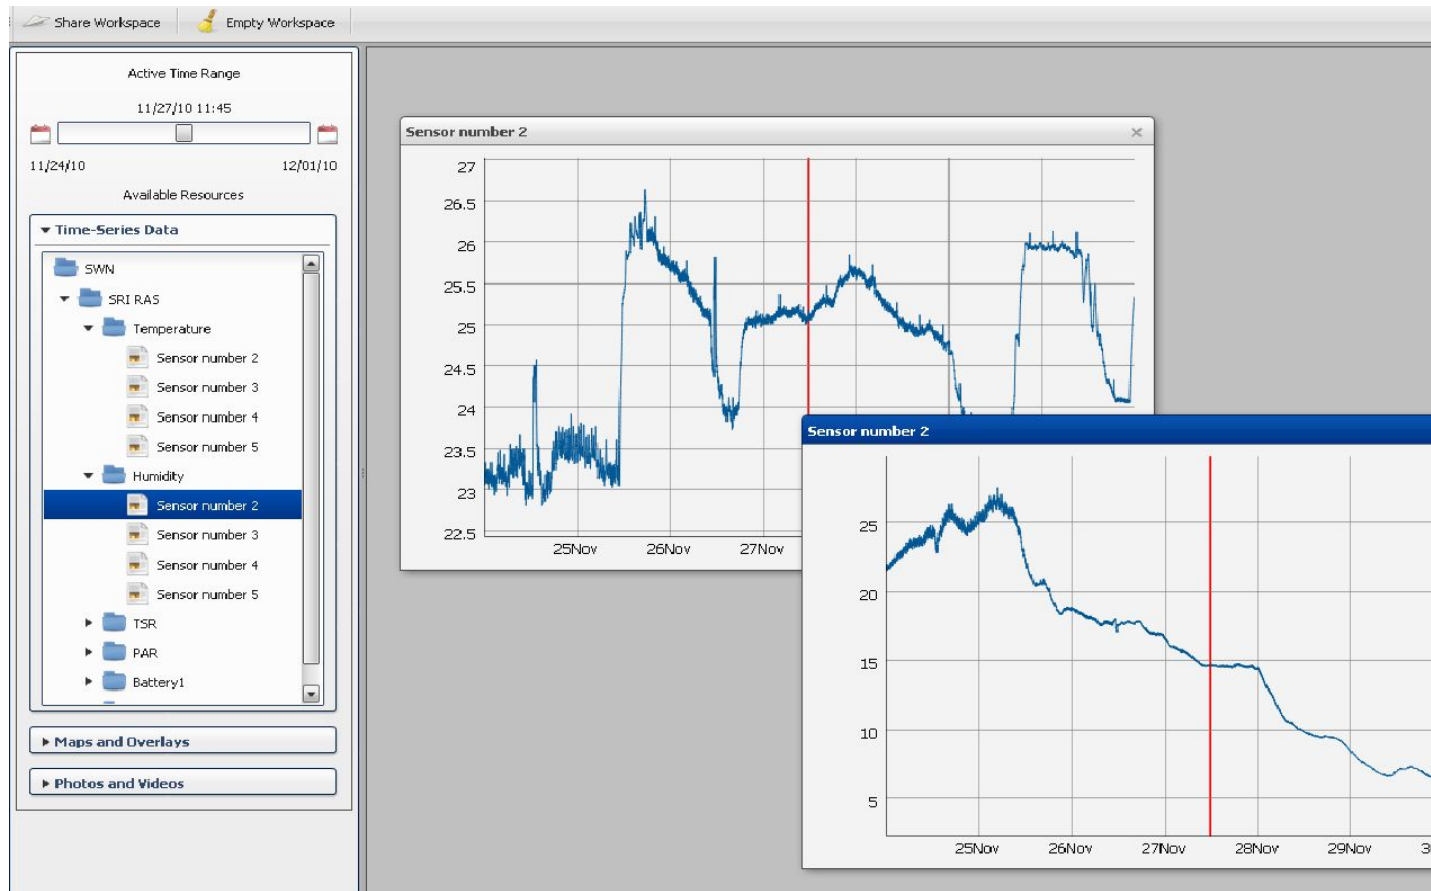 Share Workspace
Empty Workspace
Active Time Range
11/27/10 11:45
11/24/10
12/01/10
Available Resources
Time-Series Data
SWN
SRI RAS
Temperature
Sensor number 2
Sensor number 3
Sensor number 4
Sensor number 5
Humidity
Sensor number 2
Sensor number 3
Sensor number 4
Sensor number 5
TSR
PAR
Battery1
Maps and Overlays
Photos and Videos
Sensor number 2
27
26.5
26
25.5
25
24.5
24
23.5
23
22.5
25Nov 26Nov 27Nov
Sensor number 2
25
20
15
10
5
25Nov 26Nov 27Nov 28Nov 29Nov